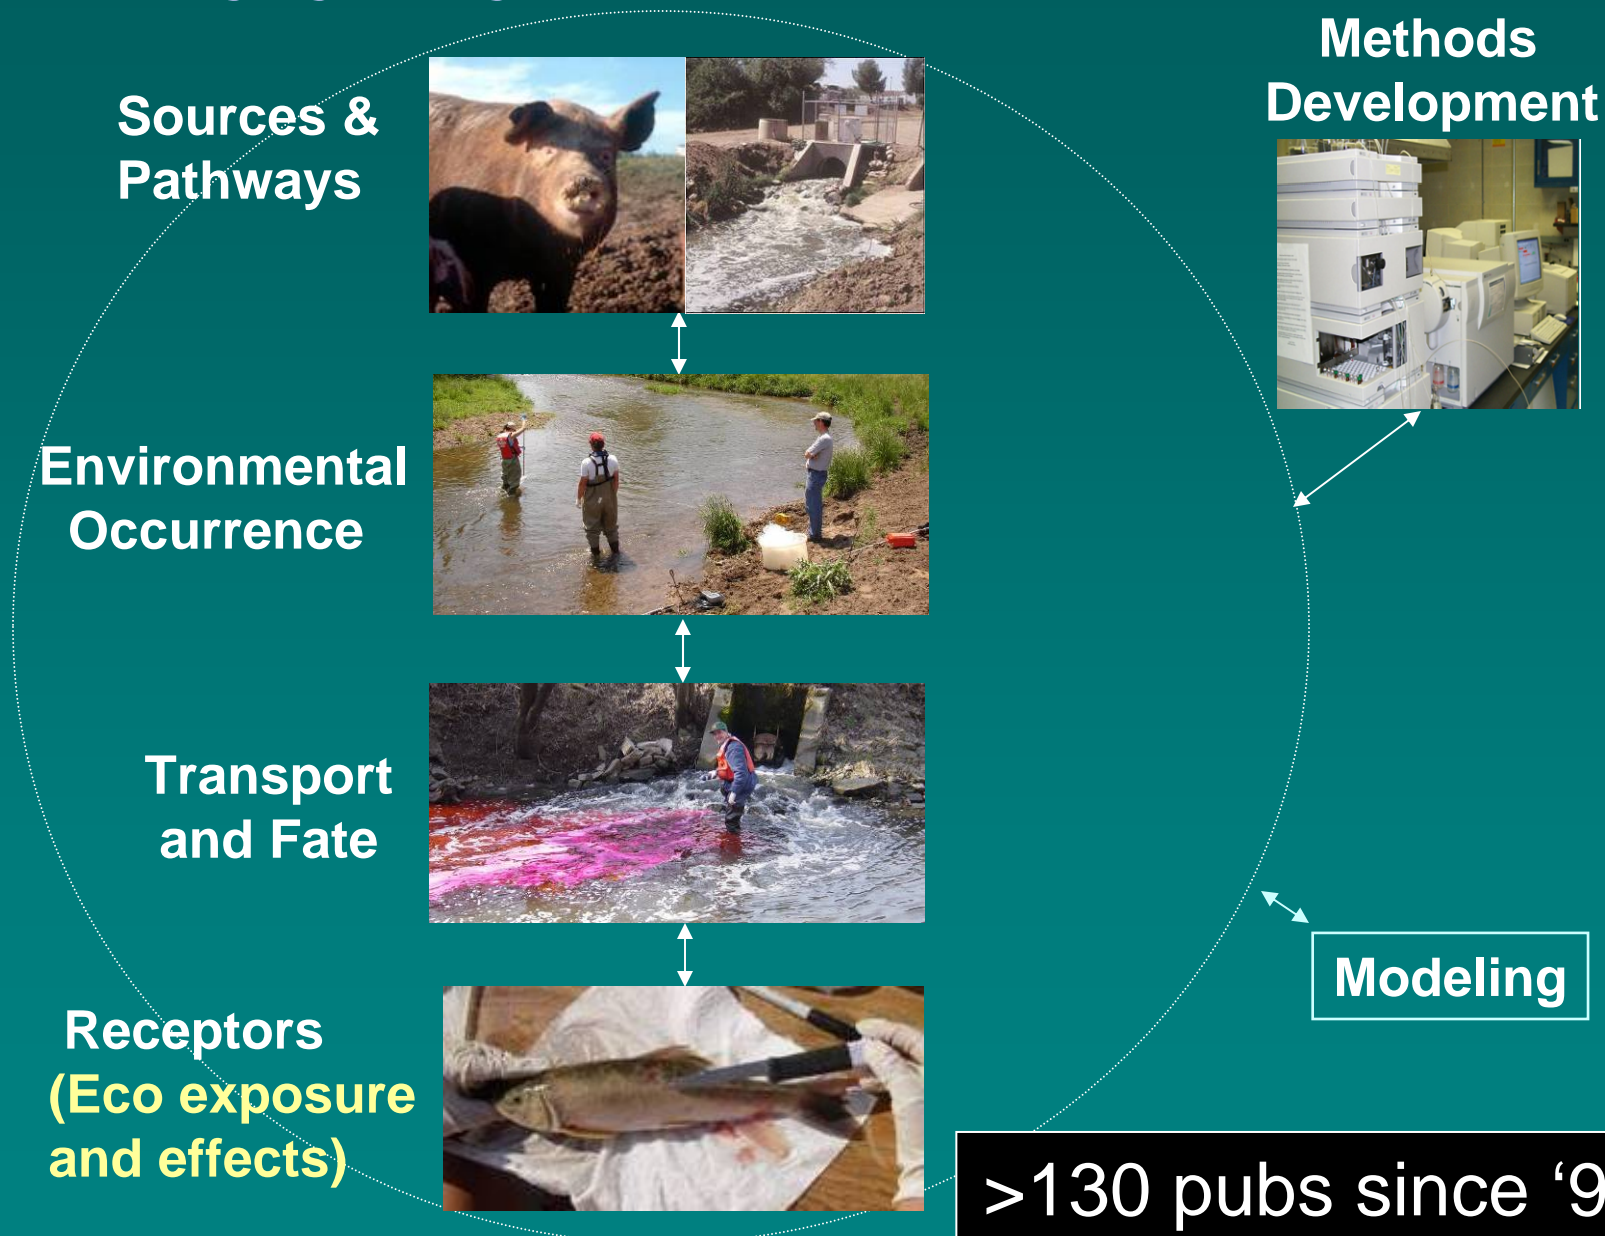 Sources &
Pathways
Methods
Development
Environmental
Occurrence
Transport
and Fate
Modeling
Receptors
(Eco exposure
and effects)
>130 pubs since ‘9